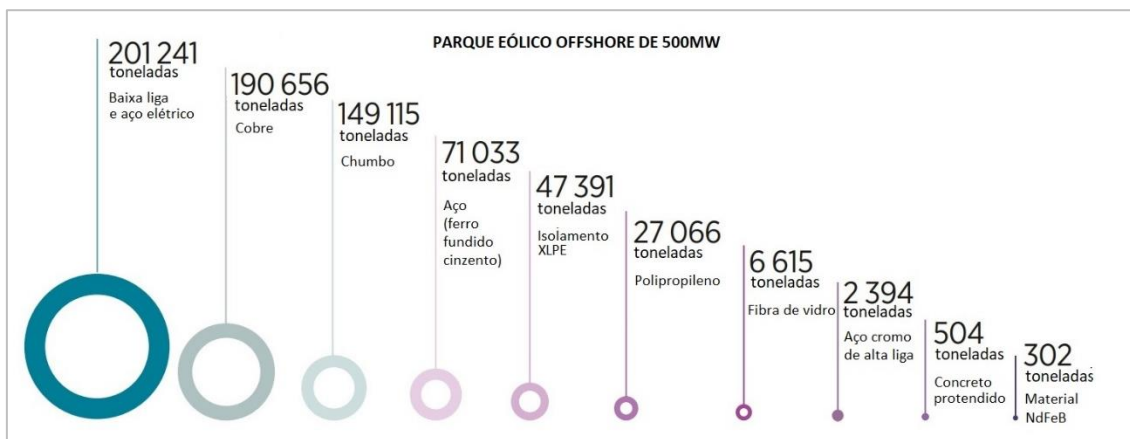 PARQUE EÓLICO OFFSHORE DE 500MW
201 241
toneladas
Baixa liga
e aço elétrico
190 656
toneladas
Cobre
149 115
toneladas
Chumbo
71 033
toneladas
Aço
(ferro
fundido
cinzento)
47 391
toneladas
Isolamento
XLPE
27 066
toneladas
Polipropileno
6 615
toneladas
Fibra de vidro
2 394
toneladas
Aço cromo
de alta liga
504
toneladas
Concreto
protendido
302
toneladas
Material
NdFeB